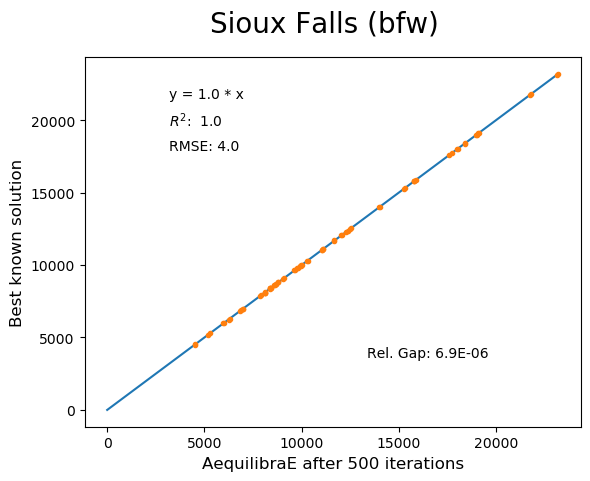 Sioux Falls (bfw)
y = 1.0 * x
R²: 1.0
RMSE: 4.0
Rel. Gap: 6.9E-06
Best known solution
20000
15000
10000
5000
0
0 5000 10000 15000 20000
AequilibraE after 500 iterations